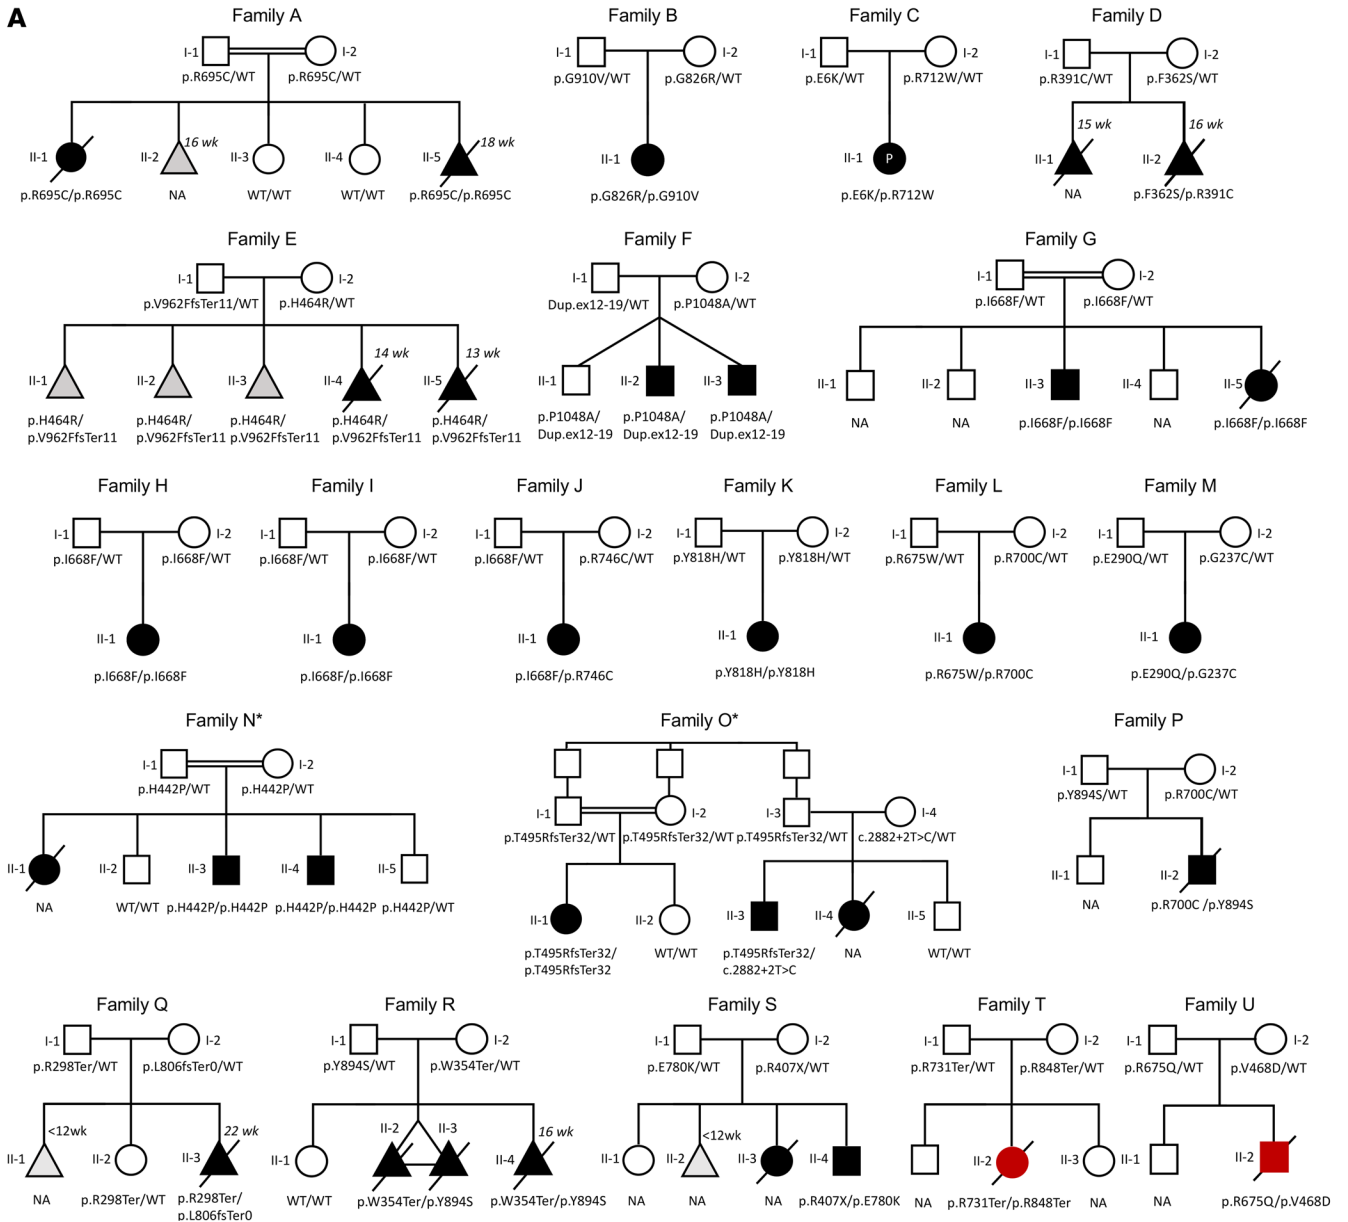 A
Family A
Family B
Family C
Family D
I-1
I-2
I-1
I-2
I-1
I-2
I-1
I-2
p.R695C/WT
p.R695C/WT
p.G910V/WT
p.G826R/WT
p.E6K/WT
p.R712W/WT
p.R391C/WT
p.F362S/WT
II-1
II-2
16 wk
II-3
II-4
II-5
18 wk
II-1
II-1
P
II-1
15 wk
II-2
16 wk
p.R695C/p.R695C
NA
WT/WT
WT/WT
p.R695C/p.R695C
p.G826R/p.G910V
p.E6K/p.R712W
NA
p.F362S/p.R391C
Family E
Family F
Family G
I-1
I-2
I-1
I-2
I-1
I-2
p.V962FfsTer11/WT
p.H464R/WT
Dup.ex12-19/WT
p.P1048A/WT
p.I668F/WT
p.I668F/WT
II-1
II-2
II-3
II-4
14 wk
II-5
13 wk
II-1
II-2
II-3
II-1
II-2
II-3
II-4
II-5
p.H464R/
p.V962FfsTer11
p.H464R/
p.V962FfsTer11
p.H464R/
p.V962FfsTer11
p.H464R/
p.V962FfsTer11
p.H464R/
p.V962FfsTer11
p.P1048A/
Dup.ex12-19
p.P1048A/
Dup.ex12-19
p.P1048A/
Dup.ex12-19
NA
NA
p.I668F/p.I668F
NA
p.I668F/p.I668F
Family H
Family I
Family J
Family K
Family L
Family M
I-1
I-2
I-1
I-2
I-1
I-2
I-1
I-2
I-1
I-2
I-1
I-2
p.I668F/WT
p.I668F/WT
p.I668F/WT
p.I668F/WT
p.I668F/WT
p.R746C/WT
p.Y818H/WT
p.Y818H/WT
p.R675W/WT
p.R700C/WT
p.E290Q/WT
p.G237C/WT
II-1
II-1
II-1
II-1
II-1
II-1
p.I668F/p.I668F
p.I668F/p.I668F
p.I668F/p.R746C
p.Y818H/p.Y818H
p.R675W/p.R700C
p.E290Q/p.G237C
Family N*
Family O*
Family P
I-1
I-2
p.H442P/WT
p.H442P/WT
I-1
I-2
I-3
I-4
p.T495RfsTer32/WT
p.T495RfsTer32/WT
p.T495RfsTer32/WT
c.2882+2T>C/WT
I-1
I-2
p.Y894S/WT
p.R700C/WT
II-1
II-2
II-3
II-4
II-5
NA
WT/WT
p.H442P/p.H442P
p.H442P/p.H442P
p.H442P/WT
II-1
II-2
II-3
II-4
II-5
p.T495RfsTer32/
p.T495RfsTer32
WT/WT
p.T495RfsTer32/
c.2882+2T>C
NA
WT/WT
II-1
II-2
NA
p.R700C /p.Y894S
Family Q
Family R
Family S
Family T
Family U
I-1
I-2
I-1
I-2
I-1
I-2
I-1
I-2
I-1
I-2
p.R298Ter/WT
p.L806fsTer0/WT
p.Y894S/WT
p.W354Ter/WT
p.E780K/WT
p.R407X/WT
p.R731Ter/WT
p.R848Ter/WT
p.R675Q/WT
p.V468D/WT
II-1
<12wk
II-2
II-3
22 wk
II-1
II-2
II-3
II-4
16 wk
II-1
II-2
<12wk
II-3
II-4
II-2
II-3
II-1
II-2
NA
p.R298Ter/WT
p.R298Ter/
p.L806fsTer0
WT/WT
p.W354Ter/p.Y894S
p.W354Ter/p.Y894S
NA
NA
NA
p.R407X/p.E780K
NA
p.R731Ter/p.R848Ter
NA
NA
p.R675Q/p.V468D